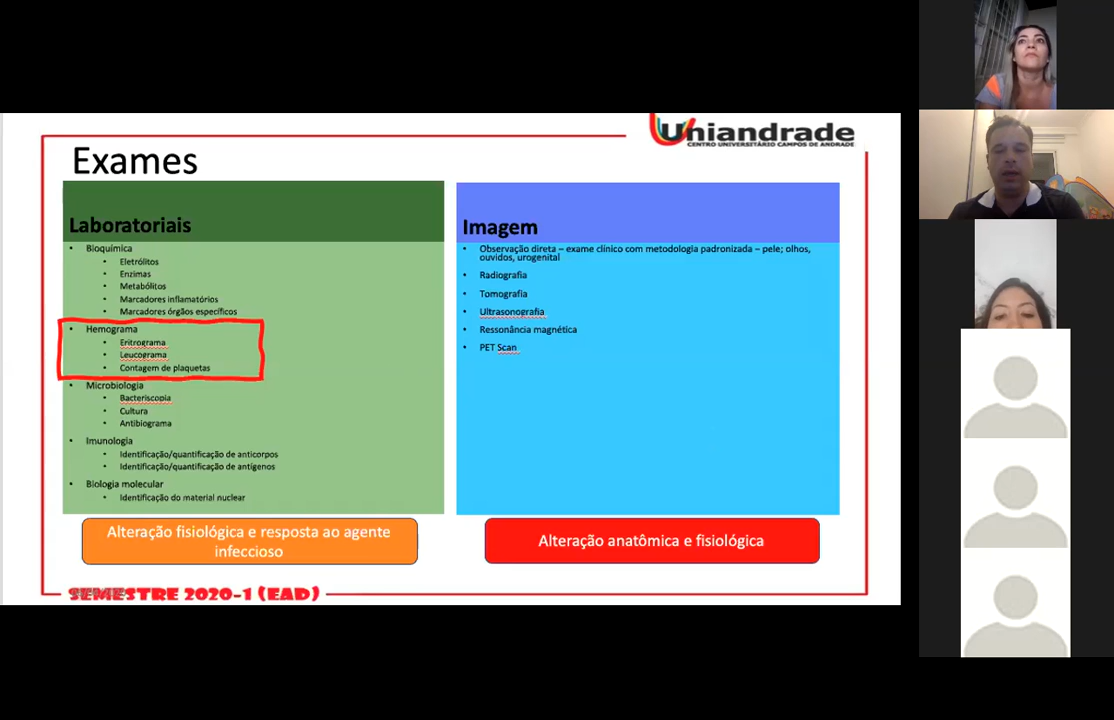 Uniandrade
CENTRO UNIVERSITÁRIO CAMPOS DE ANDRADE
Exames
Laboratoriais
• Bioquímica
• Eletrólitos
• Enzimas
• Metabólitos
• Marcadores inflamatórios
• Marcadores órgãos específicos
• Hemograma
• Eritrograma
• Leucograma
• Contagem de plaquetas
• Microbiologia
• Bacteriscopia
• Cultura
• Antibiograma
• Imunologia
• Identificação/quantificação de anticorpos
• Identificação/quantificação de antígenos
• Biologia molecular
• Identificação do material nuclear
Alteração fisiológica e resposta ao agente
infeccioso
Imagem
• Observação direta – exame clínico com metodologia padronizada – pele; olhos,
ouvidos, urogenital
• Radiografia
• Tomografia
• Ultrasonografia
• Ressonância magnética
• PET Scan
Alteração anatômica e fisiológica
SEMESTRE 2020-1 (EAD)